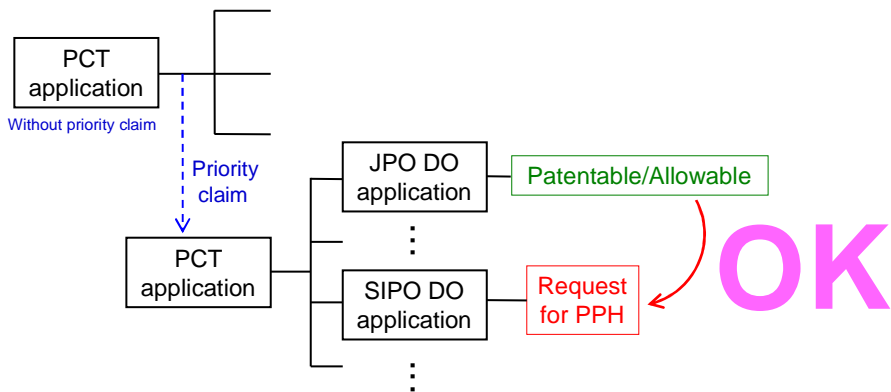 PCT
application
Without priority claim
Priority
claim
JPO DO
application
Patentable/Allowable
PCT
application
SIPO DO
application
Request
for PPH
OK